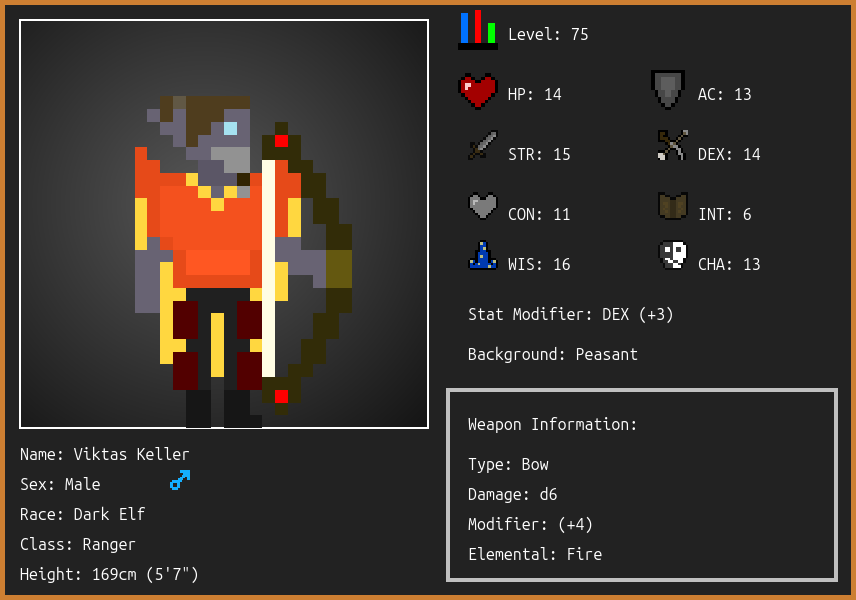 Level: 75
HP: 14
AC: 13
STR: 15
DEX: 14
CON: 11
INT: 6
WIS: 16
CHA: 13
Stat Modifier: DEX (+3)
Background: Peasant
Weapon Information:
Type: Bow
Damage: d6
Modifier: (+4)
Elemental: Fire
Name: Viktas Keller
Sex: Male
Race: Dark Elf
Class: Ranger
Height: 169cm (5'7")